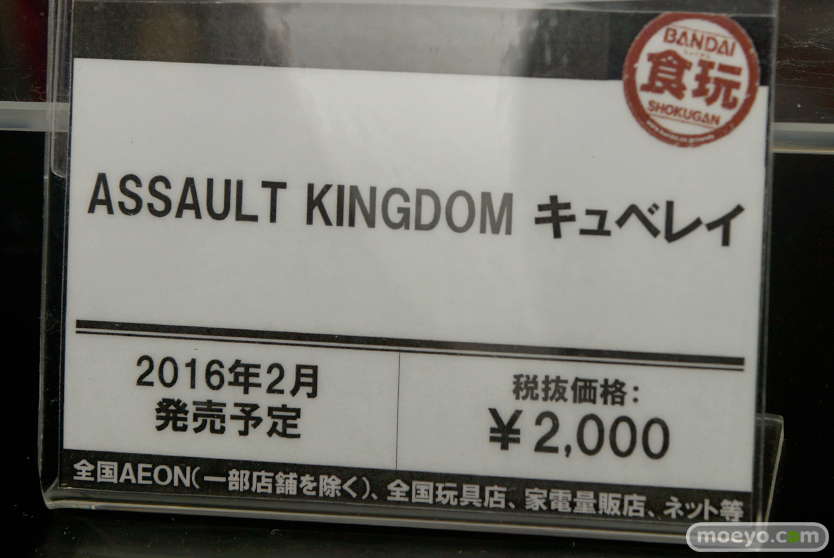 BANDAI
食玩
SHOKUGAN
ASSAULT KINGDOM キュベレイ
2016年2月
発売予定
税抜価格:
¥2,000
全国AEON(一部店舗を除く)、全国玩具店、家電量販店、ネット等
moeyo.com